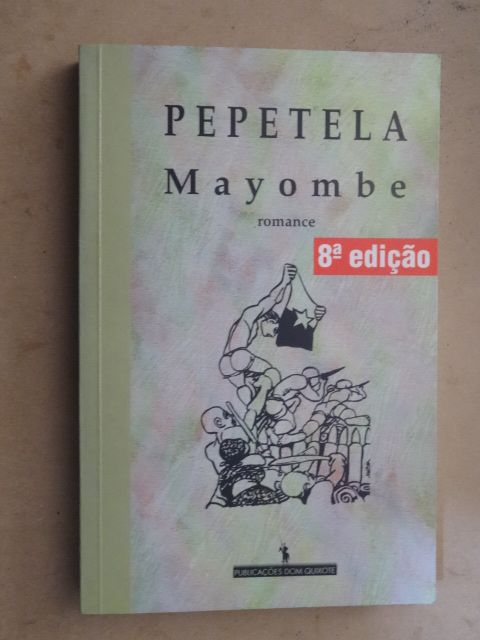 PEPETELA
Mayombe
romance
8ª edição
PUBLICAÇÕES DOM QUIXOTE